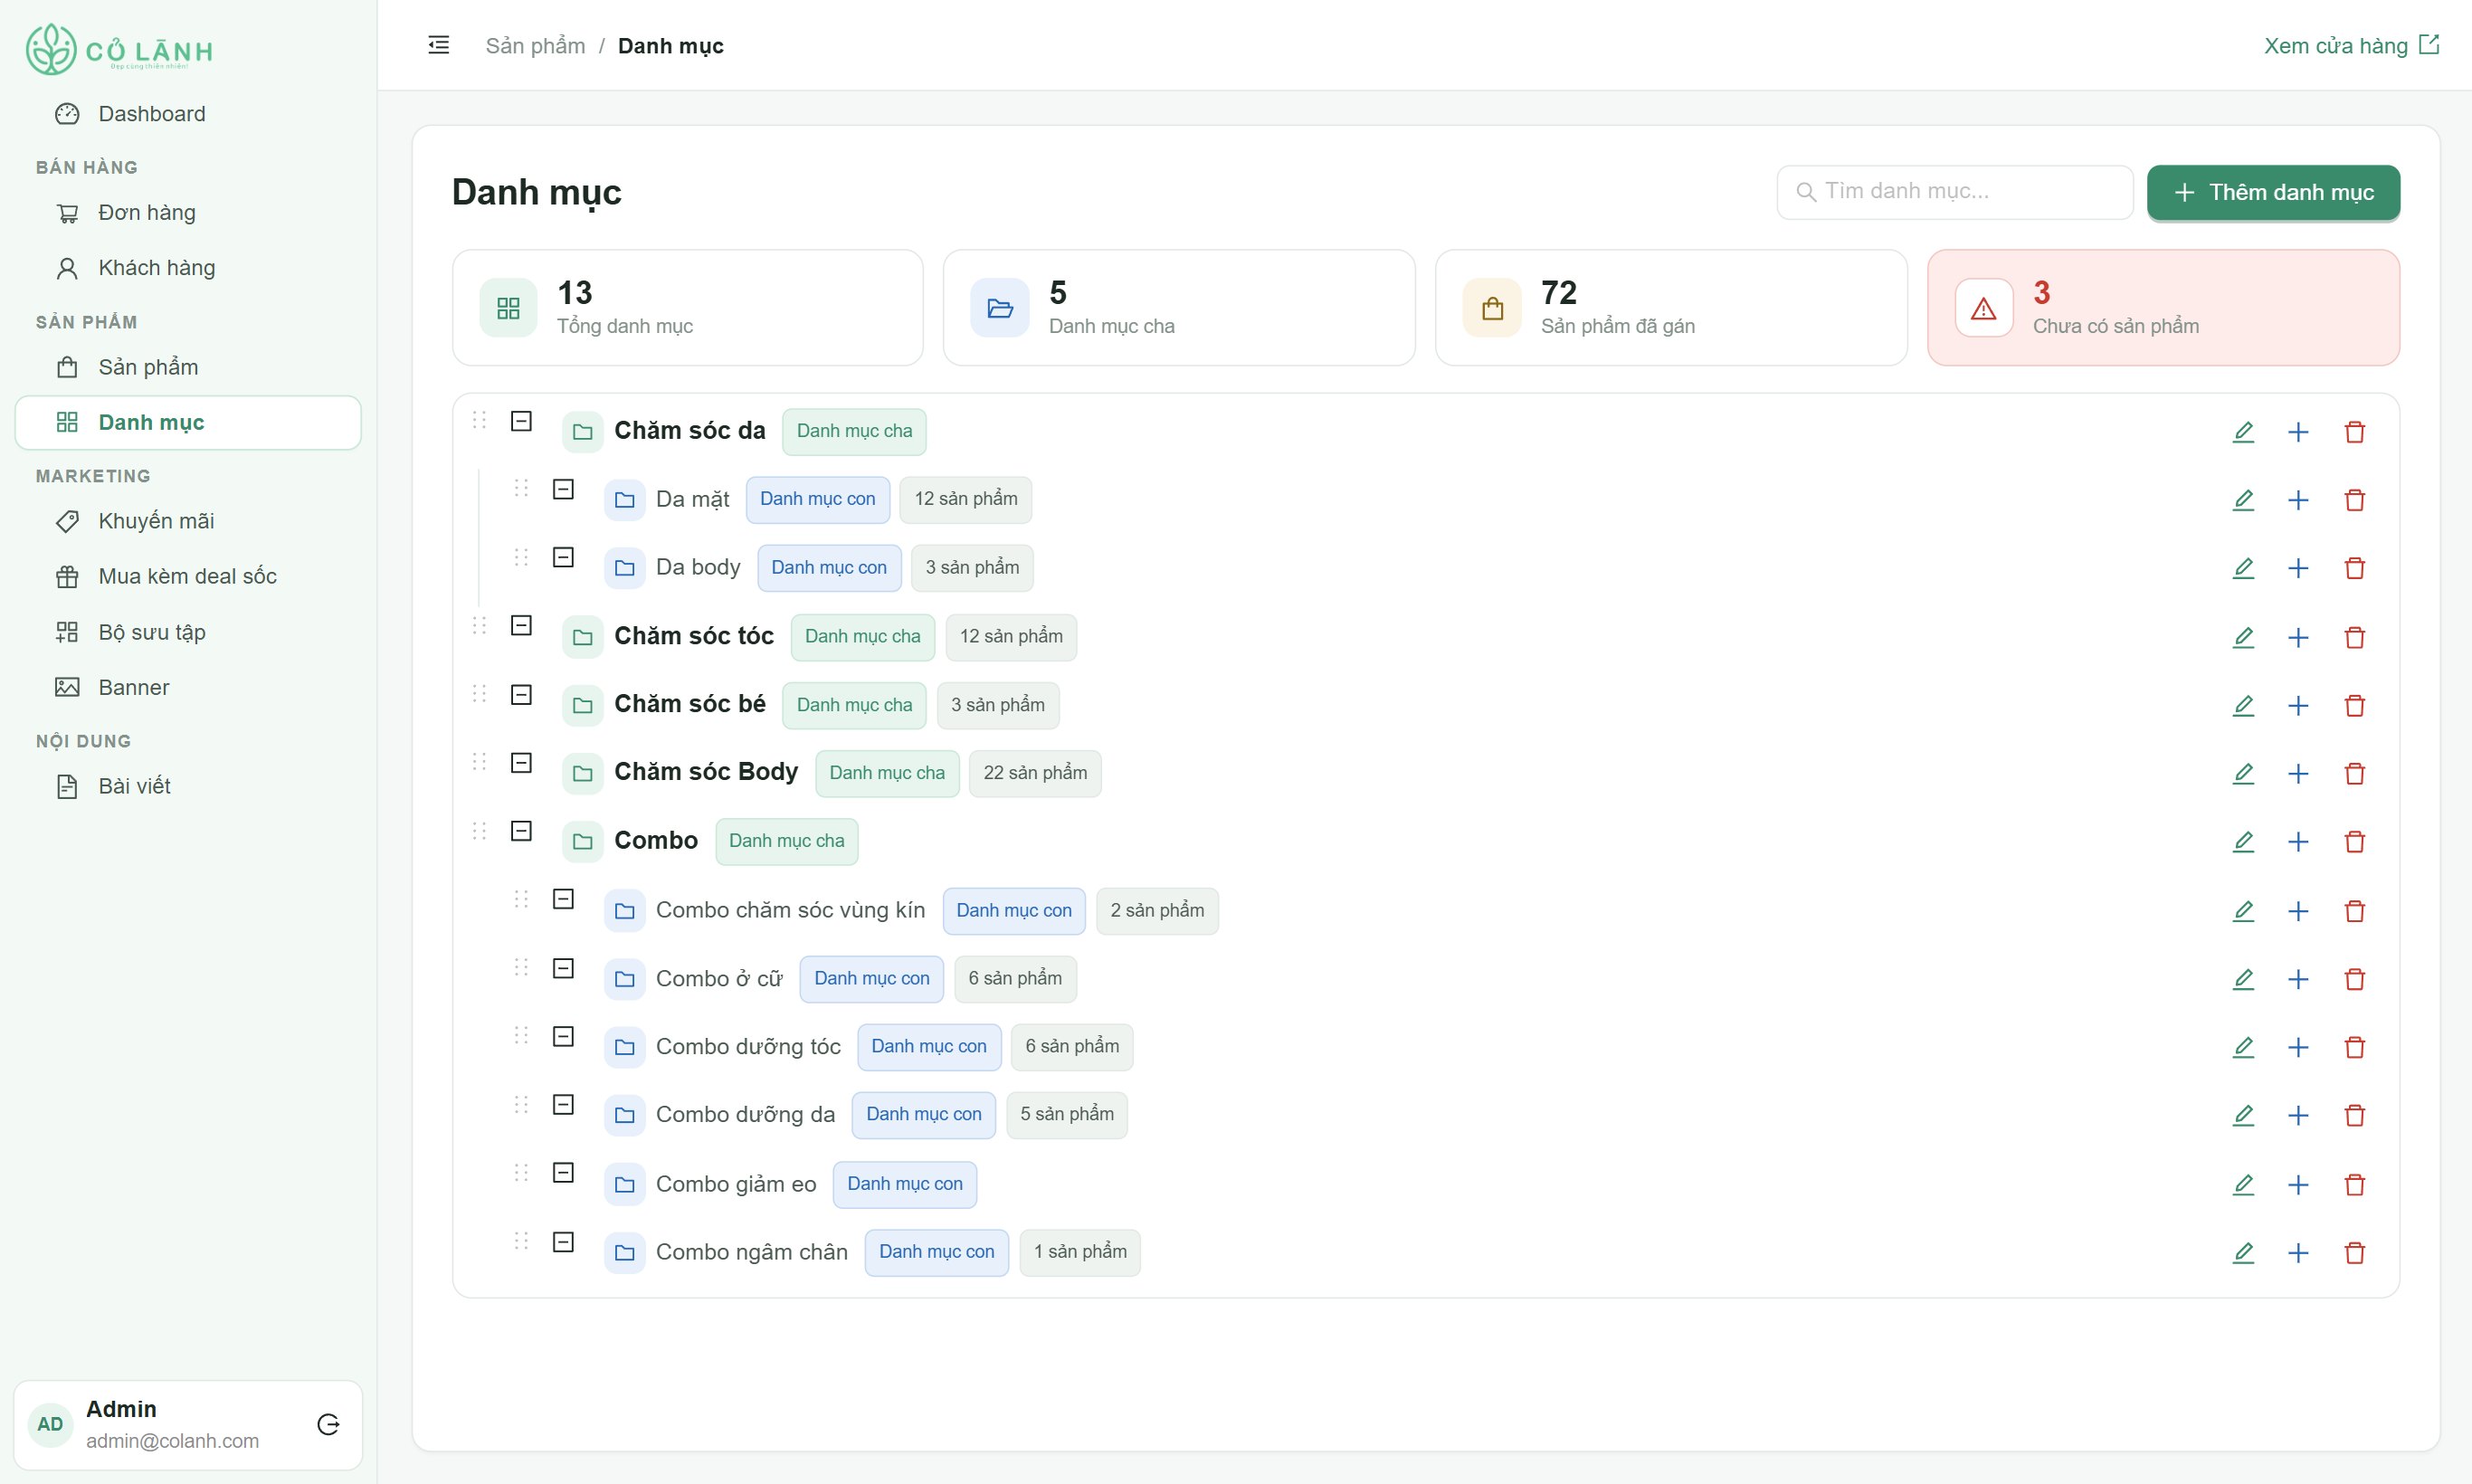 CỎ LÀNH
Đẹp cùng thiên nhiên!
Dashboard
BÁN HÀNG
Đơn hàng
Khách hàng
SẢN PHẨM
Sản phẩm
Danh mục
MARKETING
Khuyến mãi
Mua kèm deal sốc
Bộ sưu tập
Banner
NỘI DUNG
Bài viết
AD
Admin
admin@colanh.com
Sản phẩm / Danh mục
Xem cửa hàng
Danh mục
Tìm danh mục...
Thêm danh mục
13
Tổng danh mục
5
Danh mục cha
72
Sản phẩm đã gán
3
Chưa có sản phẩm
Chăm sóc da Danh mục cha
Da mặt Danh mục con 12 sản phẩm
Da body Danh mục con 3 sản phẩm
Chăm sóc tóc Danh mục cha 12 sản phẩm
Chăm sóc bé Danh mục cha 3 sản phẩm
Chăm sóc Body Danh mục cha 22 sản phẩm
Combo Danh mục cha
Combo chăm sóc vùng kín Danh mục con 2 sản phẩm
Combo ở cữ Danh mục con 6 sản phẩm
Combo dưỡng tóc Danh mục con 6 sản phẩm
Combo dưỡng da Danh mục con 5 sản phẩm
Combo giảm eo Danh mục con
Combo ngâm chân Danh mục con 1 sản phẩm